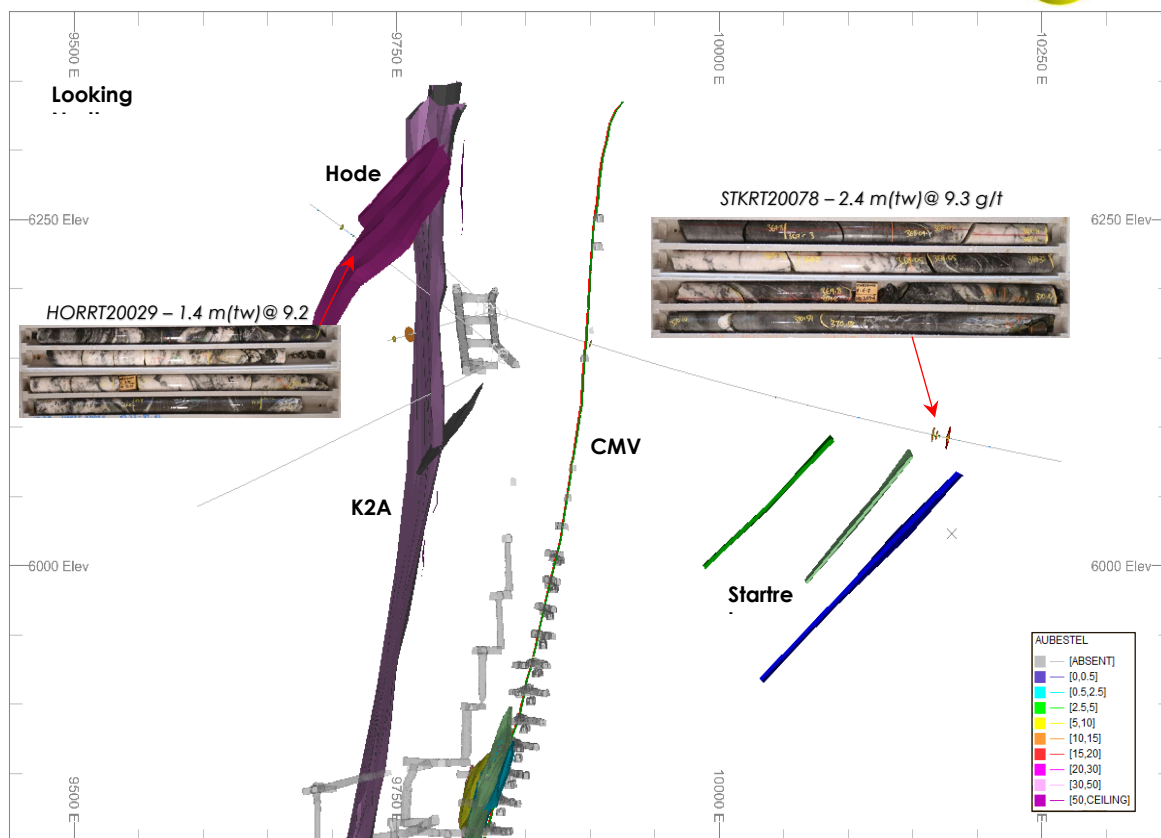 9500 E
9750 E
10000 E
10250 E
Looking
Hode
STKRT20078 – 2.4 m(tw)@ 9.3 g/t
6250 Elev
6250 Elev
HORRT20029 – 1.4 m(tw)@ 9.2
CMV
K2A
6000 Elev
6000 Elev
Startre
AUBESTEL
[ABSENT]
[0,0.5]
[0.5,2.5]
[2.5,5]
[5,10]
[10,15]
[15,20]
[20,30]
[30,50]
[50,CEILING]
9500 E
9750 E
10000 E